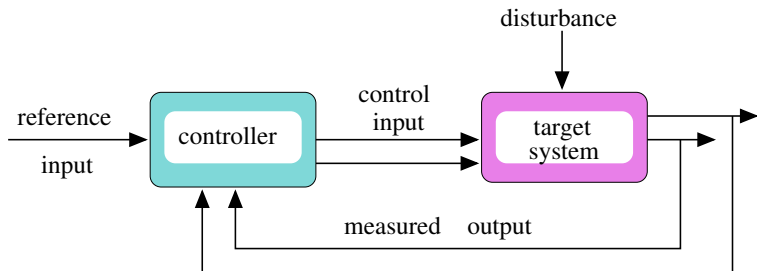 disturbance
reference
input
controller
control
input
target
system
measured output